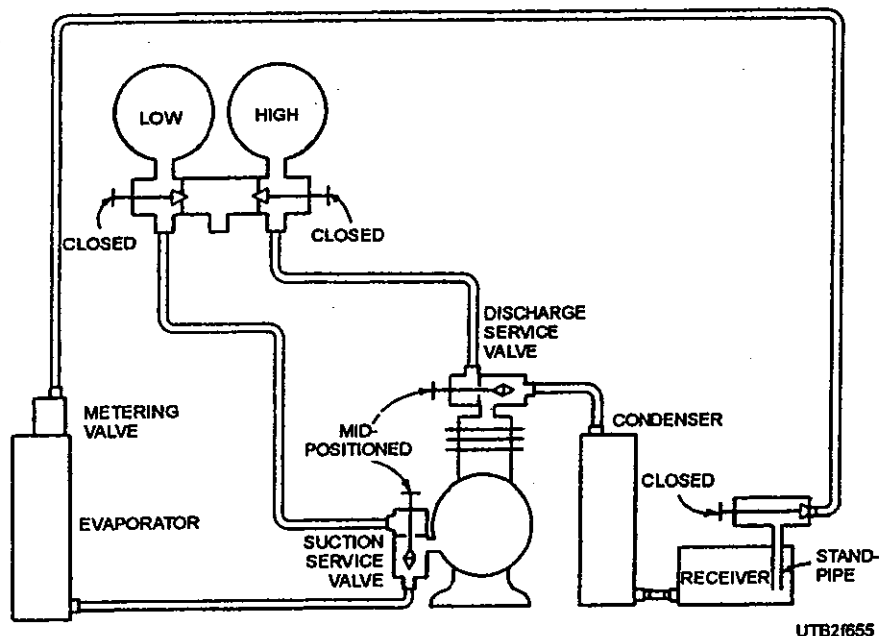 LOW
HIGH
CLOSED
CLOSED
DISCHARGE
SERVICE
VALVE
METERING
VALVE
MID-
POSITIONED
CONDENSER
CLOSED
EVAPORATOR
SUCTION
SERVICE
VALVE
RECEIVER
STAND-
PIPE
UTB2f655